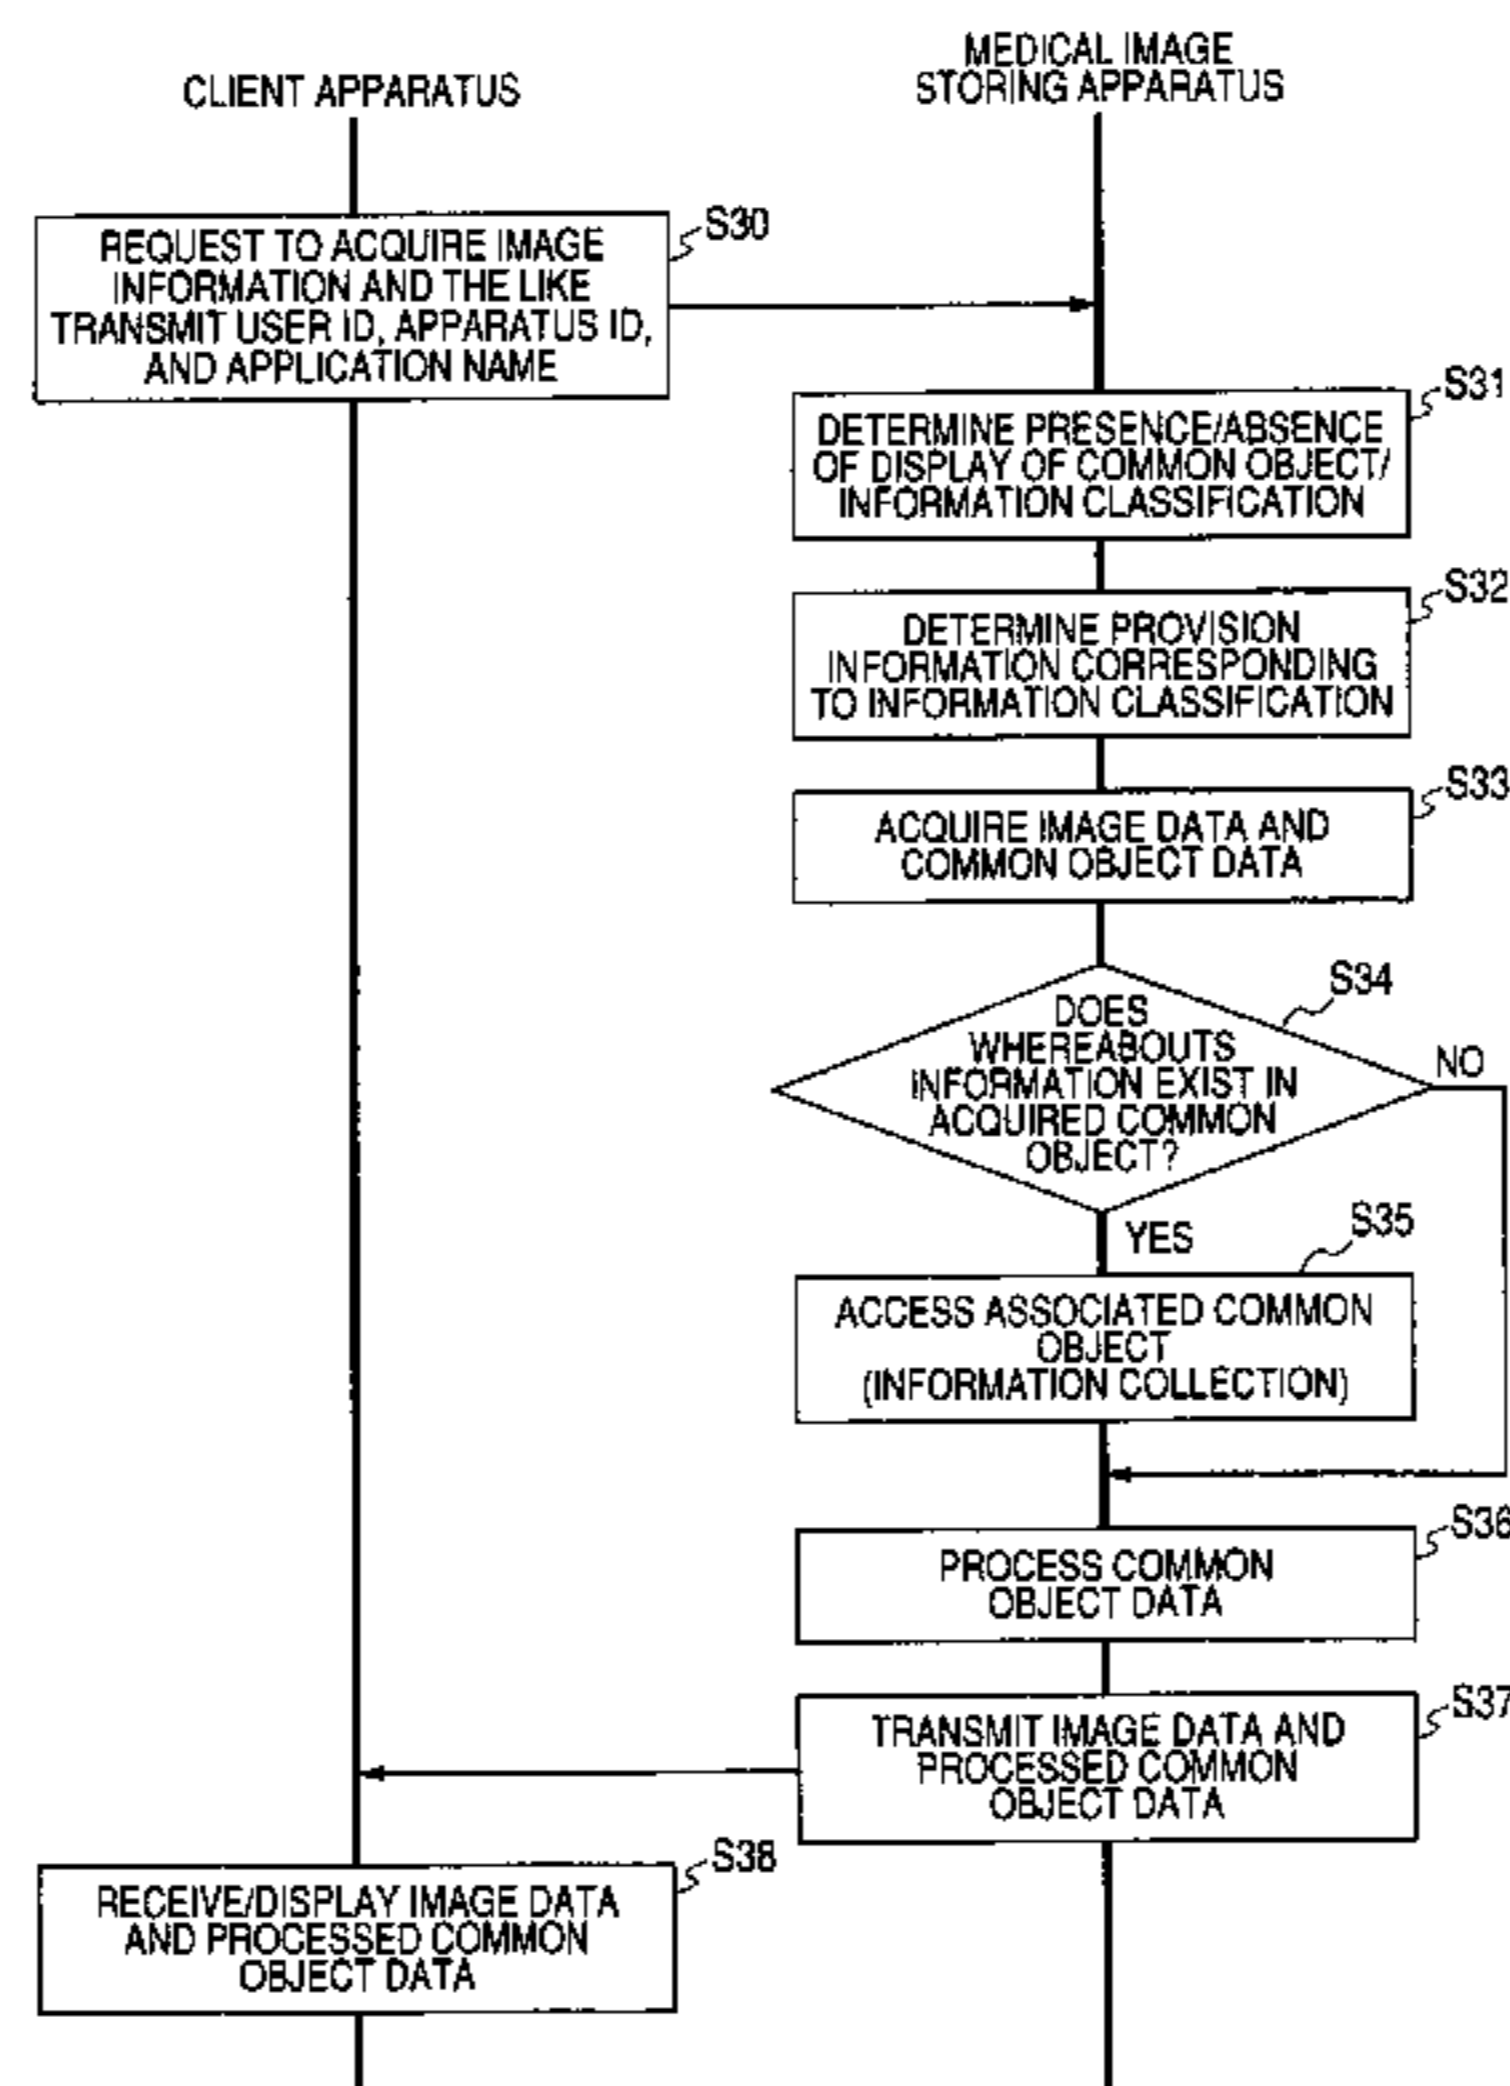 CLIENT APPARATUS
MEDICAL IMAGE
STORING APPARATUS
S30
REQUEST TO ACQUIRE IMAGE
INFORMATION AND THE LIKE
TRANSMIT USER ID, APPARATUS ID,
AND APPLICATION NAME
S31
DETERMINE PRESENCE/ABSENCE
OF DISPLAY OF COMMON OBJECT/
INFORMATION CLASSIFICATION
S32
DETERMINE PROVISION
INFORMATION CORRESPONDING
TO INFORMATION CLASSIFICATION
S33
ACQUIRE IMAGE DATA AND
COMMON OBJECT DATA
S34
DOES
WHEREABOUTS
INFORMATION EXIST IN
ACQUIRED COMMON
OBJECT?
NO
YES
S35
ACCESS ASSOCIATED COMMON
OBJECT
(INFORMATION COLLECTION)
S36
PROCESS COMMON
OBJECT DATA
S37
TRANSMIT IMAGE DATA AND
PROCESSED COMMON
OBJECT DATA
S38
RECEIVE/DISPLAY IMAGE DATA
AND PROCESSED COMMON
OBJECT DATA